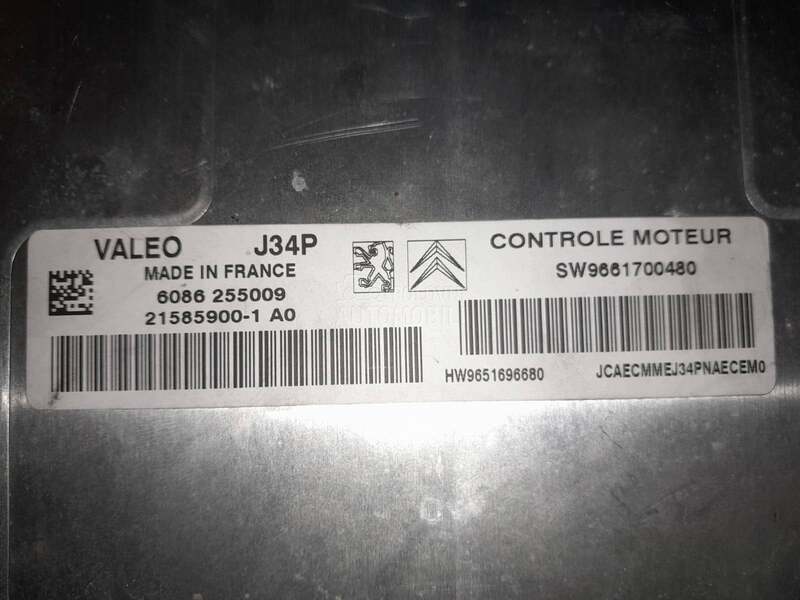 VALEO J34P
MADE IN FRANCE
6086 255009
21585900-1 A0
CONTROLE MOTEUR
SW9661700480
HW9651696680 JCAECMMEJ34PNAECEM0